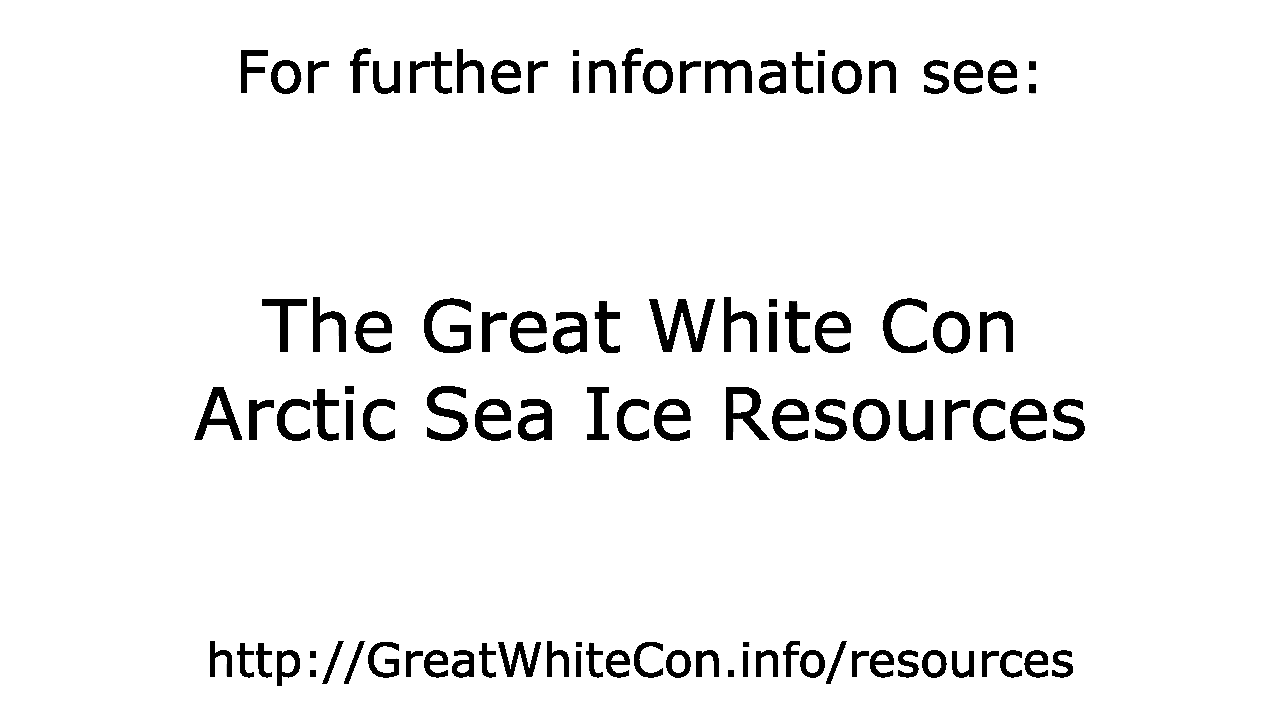 For further information see:
The Great White Con
Arctic Sea Ice Resources
http://GreatWhiteCon.info/resources